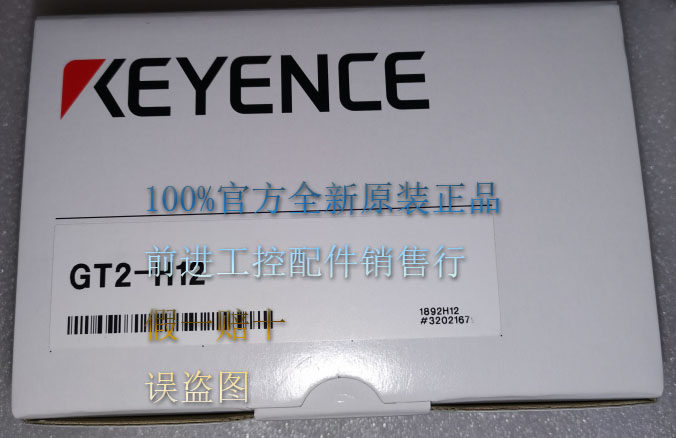 KEYENCE
100%官方全新原装正品
前进工控配件销售行
GT2-H12
假一赔十
1892H12
#3202167
误盗图